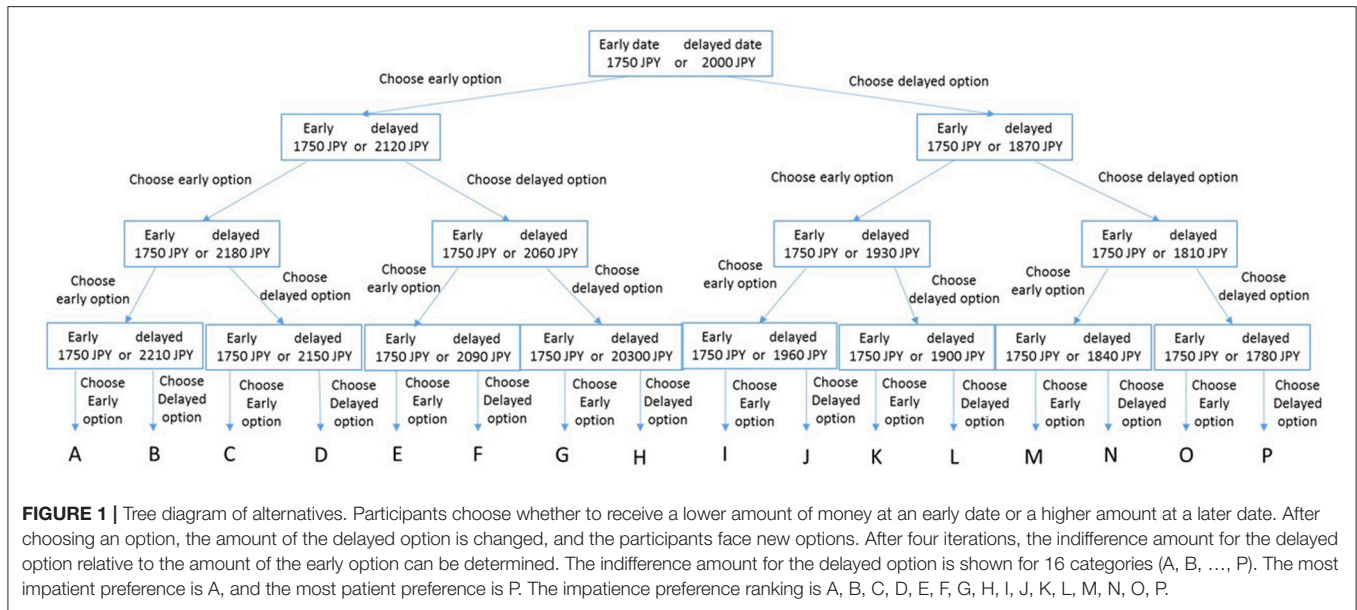 Early date delayed date
1750 JPY or 2000 JPY
Choose early option
Choose delayed option
Early delayed
1750 JPY or 2120 JPY
Early delayed
1750 JPY or 1870 JPY
Choose early option
Choose delayed option
Choose early option
Choose delayed option
Early delayed
1750 JPY or 2180 JPY
Early delayed
1750 JPY or 2060 JPY
Early delayed
1750 JPY or 1930 JPY
Early delayed
1750 JPY or 1810 JPY
Choose
early option
Choose
delayed option
Choose
early option
Choose
delayed option
Choose
early option
Choose
delayed option
Choose
early option
Choose
delayed option
Early delayed
1750 JPY or 2210 JPY
Early delayed
1750 JPY or 2150 JPY
Early delayed
1750 JPY or 2090 JPY
Early delayed
1750 JPY or 20300 JPY
Early delayed
1750 JPY or 1960 JPY
Early delayed
1750 JPY or 1900 JPY
Early delayed
1750 JPY or 1840 JPY
Early delayed
1750 JPY or 1780 JPY
Choose
Early
option
Choose
Delayed
option
Choose
Early
option
Choose
Delayed
option
Choose
Early
option
Choose
Delayed
option
Choose
Early
option
Choose
Delayed
option
Choose
Early
option
Choose
Delayed
option
Choose
Early
option
Choose
Delayed
option
Choose
Early
option
Choose
Delayed
option
Choose
Early
option
Choose
Delayed
option
A B C D E F G H I J K L M N O P
FIGURE 1 | Tree diagram of alternatives. Participants choose whether to receive a lower amount of money at an early date or a higher amount at a later date. After
choosing an option, the amount of the delayed option is changed, and the participants face new options. After four iterations, the indifference amount for the delayed
option relative to the amount of the early option can be determined. The indifference amount for the delayed option is shown for 16 categories (A, B, …, P). The most
impatient preference is A, and the most patient preference is P. The impatience preference ranking is A, B, C, D, E, F, G, H, I, J, K, L, M, N, O, P.